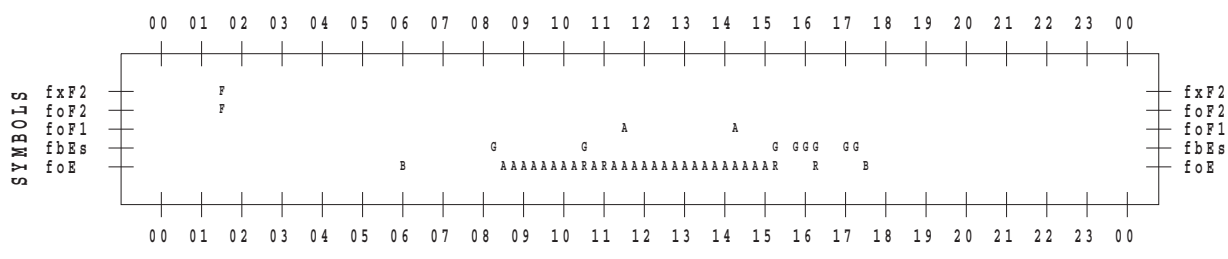 00 01 02 03 04 05 06 07 08 09 10 11 12 13 14 15 16 17 18 19 20 21 22 23 00
SYMBOLS
fxF2 F fxF2
foF2 F foF2
foF1 A A foF1
fbEs G G G GGG GG fbEs
foE B AAAAAAAARARAAAAAAAAAAAAAAAAR R B foE
00 01 02 03 04 05 06 07 08 09 10 11 12 13 14 15 16 17 18 19 20 21 22 23 00